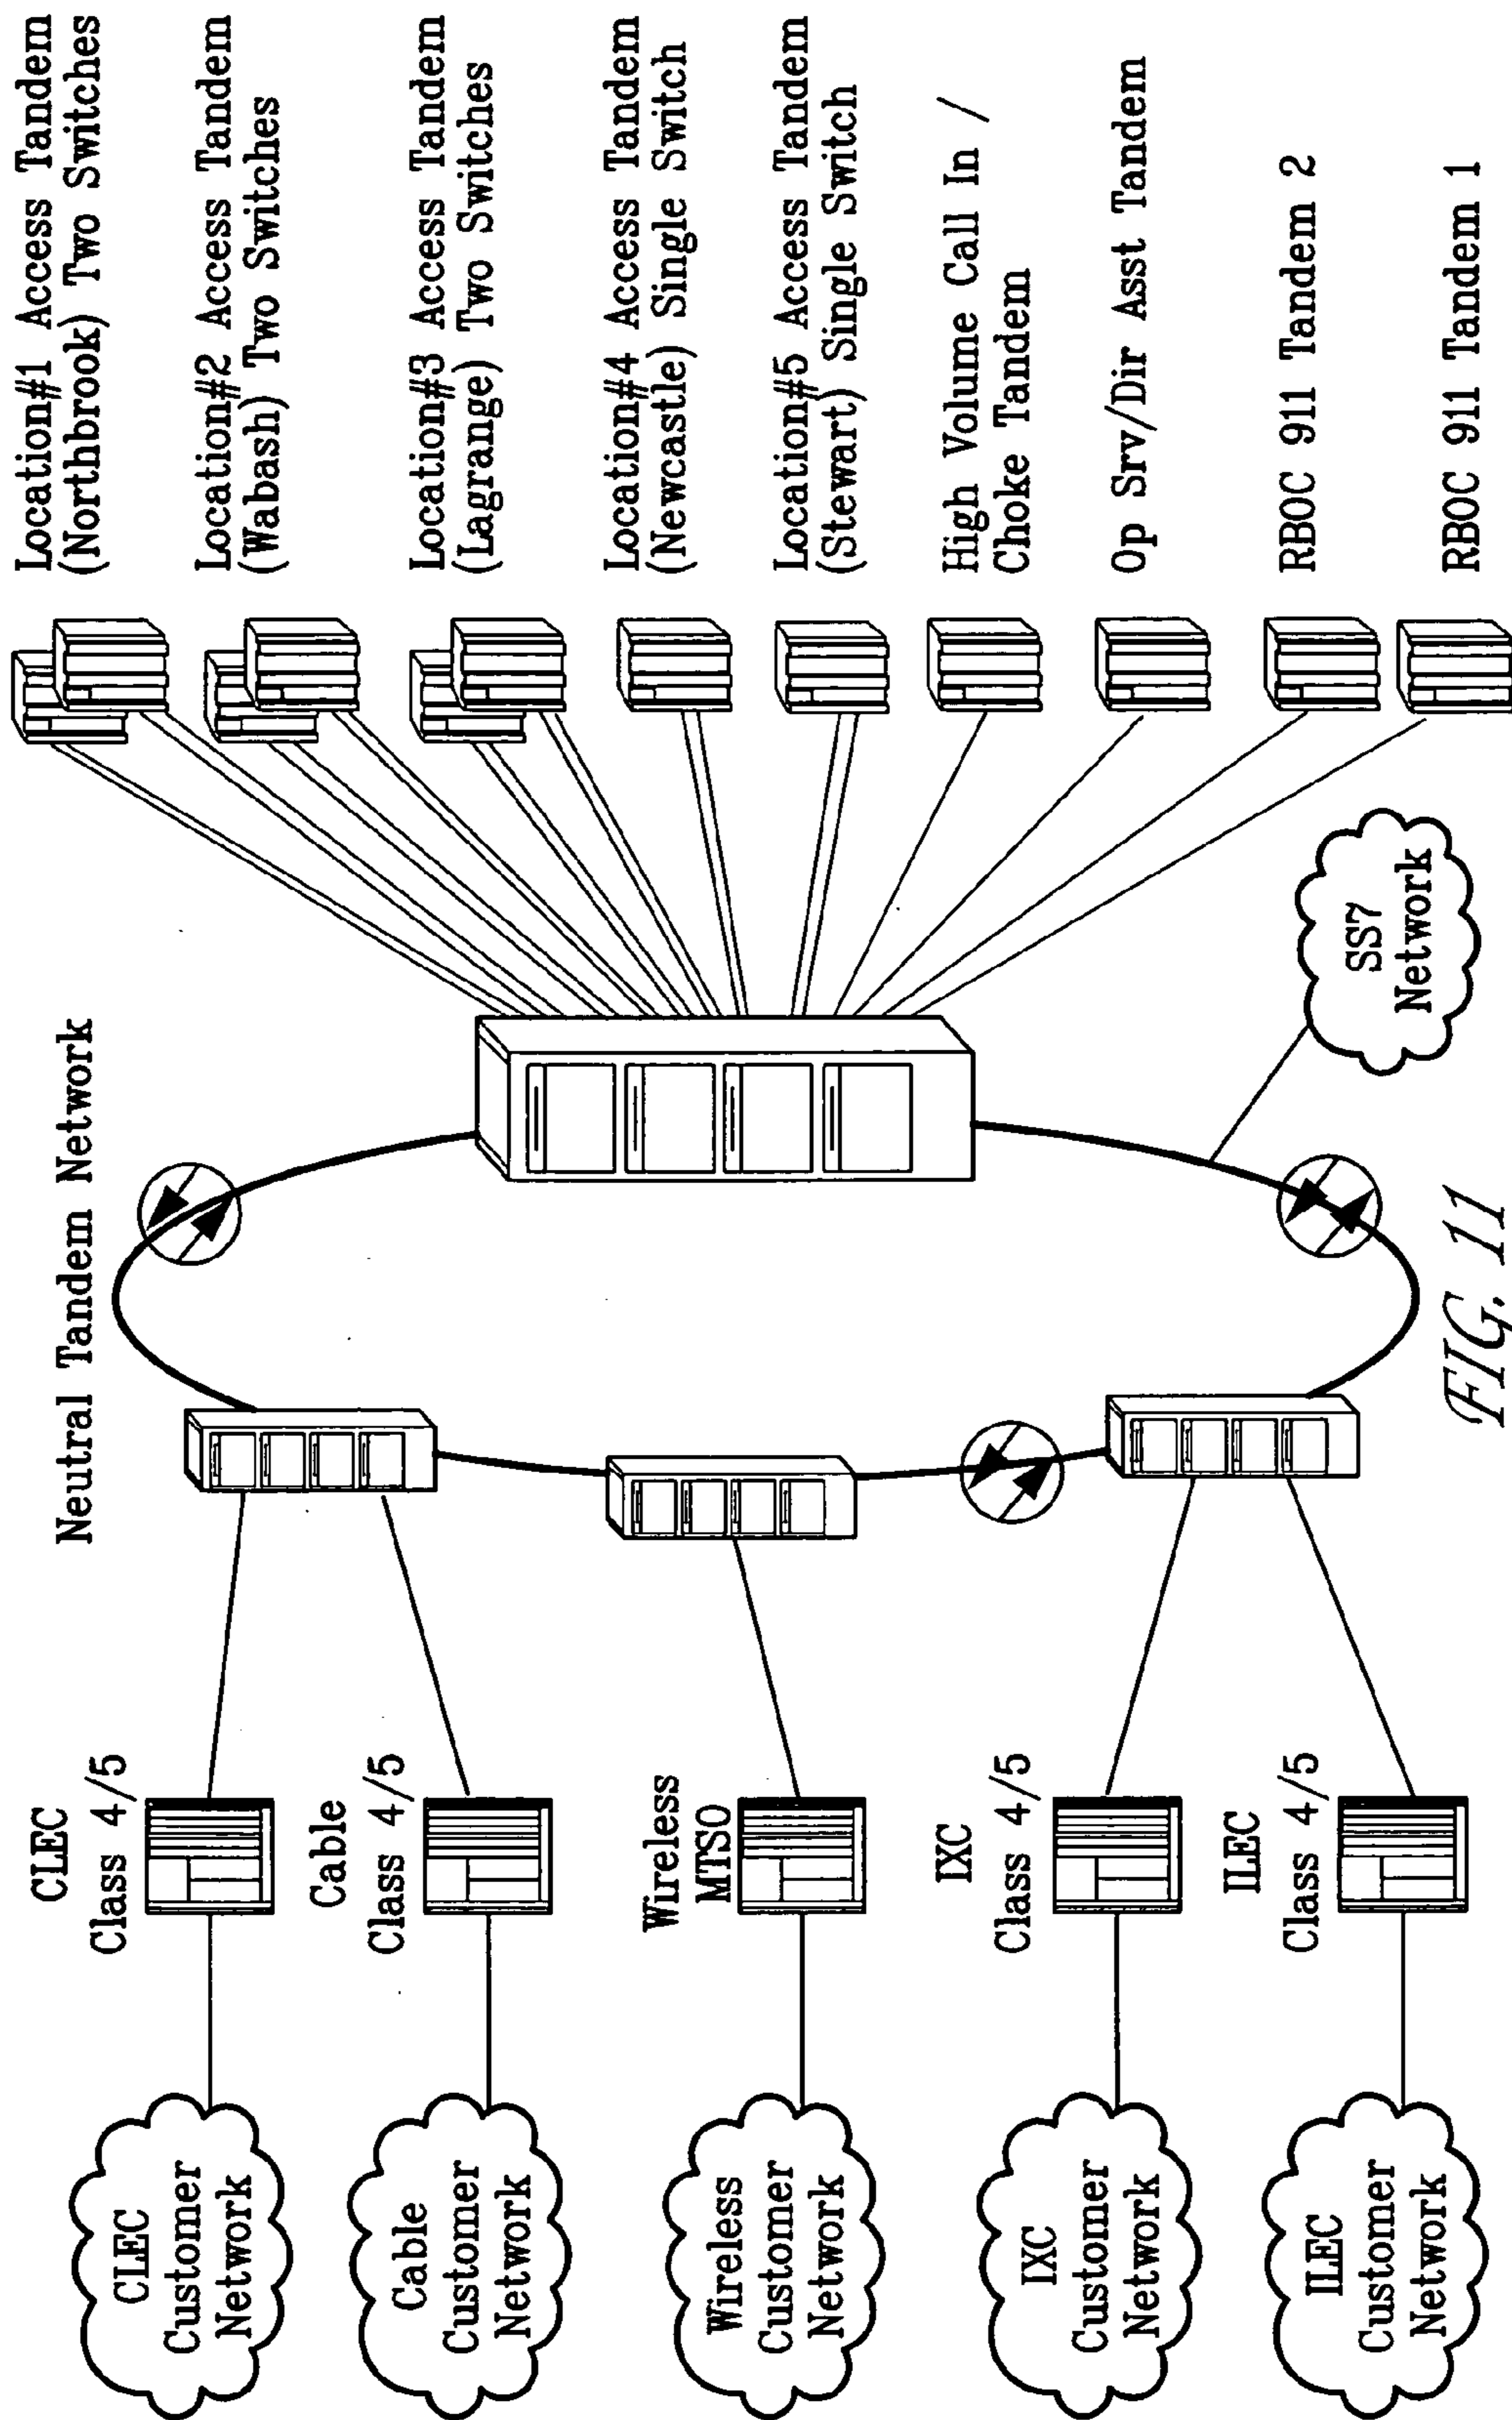 Neutral Tandem Network
CLEC
Customer
Network
Cable
Customer
Network
Wireless
Customer
Network
IXC
Customer
Network
ILEC
Customer
Network
CLEC
Class 4/5
Cable
Class 4/5
Wireless
MTSO
IXC
Class 4/5
ILEC
Class 4/5
SS7
Network
Location#1 Access Tandem
(Northbrook) Two Switches
Location#2 Access Tandem
(Wabash) Two Switches
Location#3 Access Tandem
(Lagrange) Two Switches
Location#4 Access Tandem
(Newcastle) Single Switch
Location#5 Access Tandem
(Stewart) Single Switch
High Volume Call In /
Choke Tandem
Op Srv/Dir Asst Tandem
RBOC 911 Tandem 2
RBOC 911 Tandem 1
FIG. 11